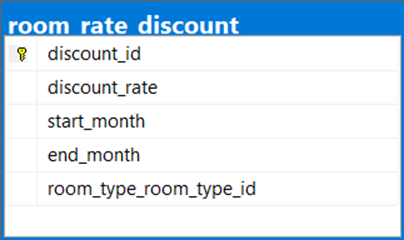 room_rate_discount
discount_id
discount_rate
start_month
end_month
room_type_room_type_id